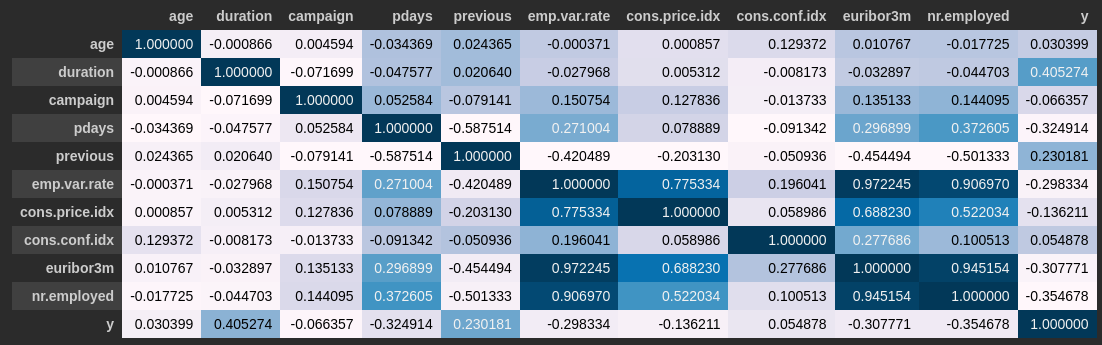 age duration campaign pdays previous emp.var.rate cons.price.idx cons.conf.idx euribor3m nr.employed y
age 1.000000 -0.000866 0.004594 -0.034369 0.024365 -0.000371 0.000857 0.129372 0.010767 -0.017725 0.030399
duration -0.000866 1.000000 -0.071699 -0.047577 0.020640 -0.027968 0.005312 -0.008173 -0.032897 -0.044703 0.405274
campaign 0.004594 -0.071699 1.000000 0.052584 -0.079141 0.150754 0.127836 -0.013733 0.135133 0.144095 -0.066357
pdays -0.034369 -0.047577 0.052584 1.000000 -0.587514 0.271004 0.078889 -0.091342 0.296899 0.372605 -0.324914
previous 0.024365 0.020640 -0.079141 -0.587514 1.000000 -0.420489 -0.203130 -0.050936 -0.454494 -0.501333 0.230181
emp.var.rate -0.000371 -0.027968 0.150754 0.271004 -0.420489 1.000000 0.775334 0.196041 0.972245 0.906970 -0.298334
cons.price.idx 0.000857 0.005312 0.127836 0.078889 -0.203130 0.775334 1.000000 0.058986 0.688230 0.522034 -0.136211
cons.conf.idx 0.129372 -0.008173 -0.013733 -0.091342 -0.050936 0.196041 0.058986 1.000000 0.277686 0.100513 0.054878
euribor3m 0.010767 -0.032897 0.135133 0.296899 -0.454494 0.972245 0.688230 0.277686 1.000000 0.945154 -0.307771
nr.employed -0.017725 -0.044703 0.144095 0.372605 -0.501333 0.906970 0.522034 0.100513 0.945154 1.000000 -0.354678
y 0.030399 0.405274 -0.066357 -0.324914 0.230181 -0.298334 -0.136211 0.054878 -0.307771 -0.354678 1.000000